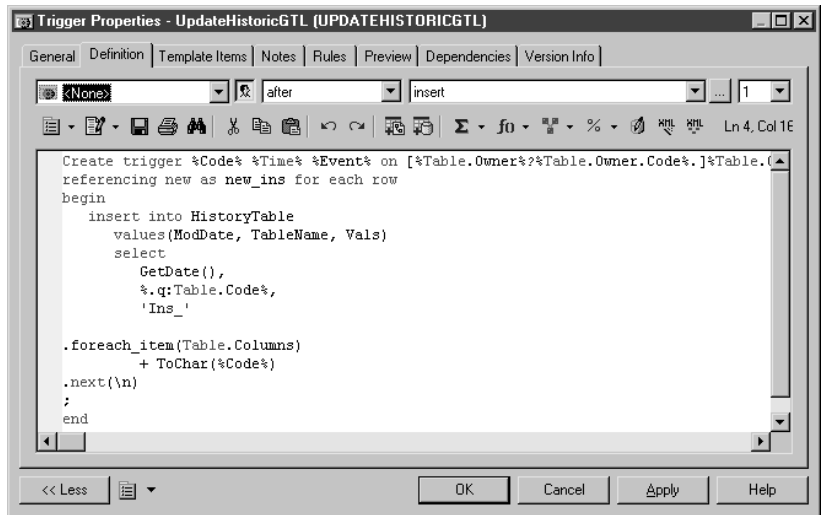 Trigger Properties - UpdateHistoricGTL (UPDATEHISTORICGTL)
General Definition Template Items Notes Rules Preview Dependencies Version Info
<None> after insert ... 1
Σ f() % XML XML Ln 4, Col 16
Create trigger %Code% %Time% %Event% on [%Table.Owner%?%Table.Owner.Code%.]%Table.
referencing new as new_ins for each row
begin
insert into HistoryTable
values(ModDate, TableName, Vals)
select
GetDate(),
%.q:Table.Code%,
'Ins_'
.foreach_item(Table.Columns)
+ ToChar(%Code%)
.next(\n)
;
end
<< Less OK Cancel Apply Help